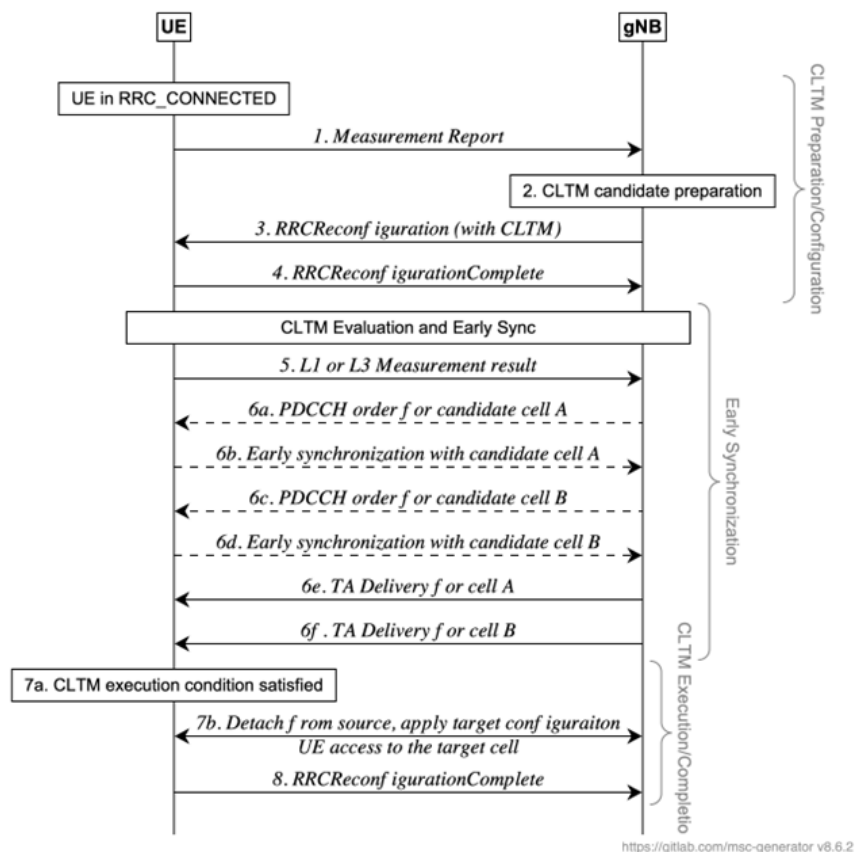 UE
gNB
UE in RRC_CONNECTED
1. Measurement Report
2. CLTM candidate preparation
3. RRCReconf iguration (with CLTM)
4. RRCReconf igurationComplete
CLTM Preparation/Configuration
CLTM Evaluation and Early Sync
5. L1 or L3 Measurement result
6a. PDCCH order f or candidate cell A
6b. Early synchronization with candidate cell A
6c. PDCCH order f or candidate cell B
6d. Early synchronization with candidate cell B
6e. TA Delivery f or cell A
6f . TA Delivery f or cell B
Early Synchronization
7a. CLTM execution condition satisfied
7b. Detach f rom source, apply target conf iguraiton
UE access to the target cell
8. RRCReconf igurationComplete
CLTM Execution/Completio
https://gitlab.com/msc-generator v8.6.2